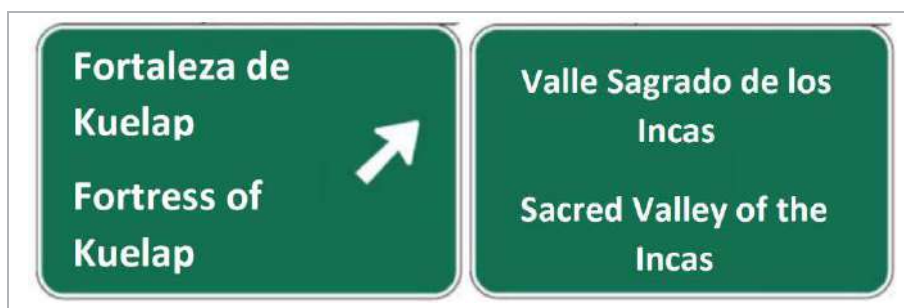 Fortaleza de
Kuelap
Fortress of
Kuelap
Valle Sagrado de los
Incas
Sacred Valley of the
Incas